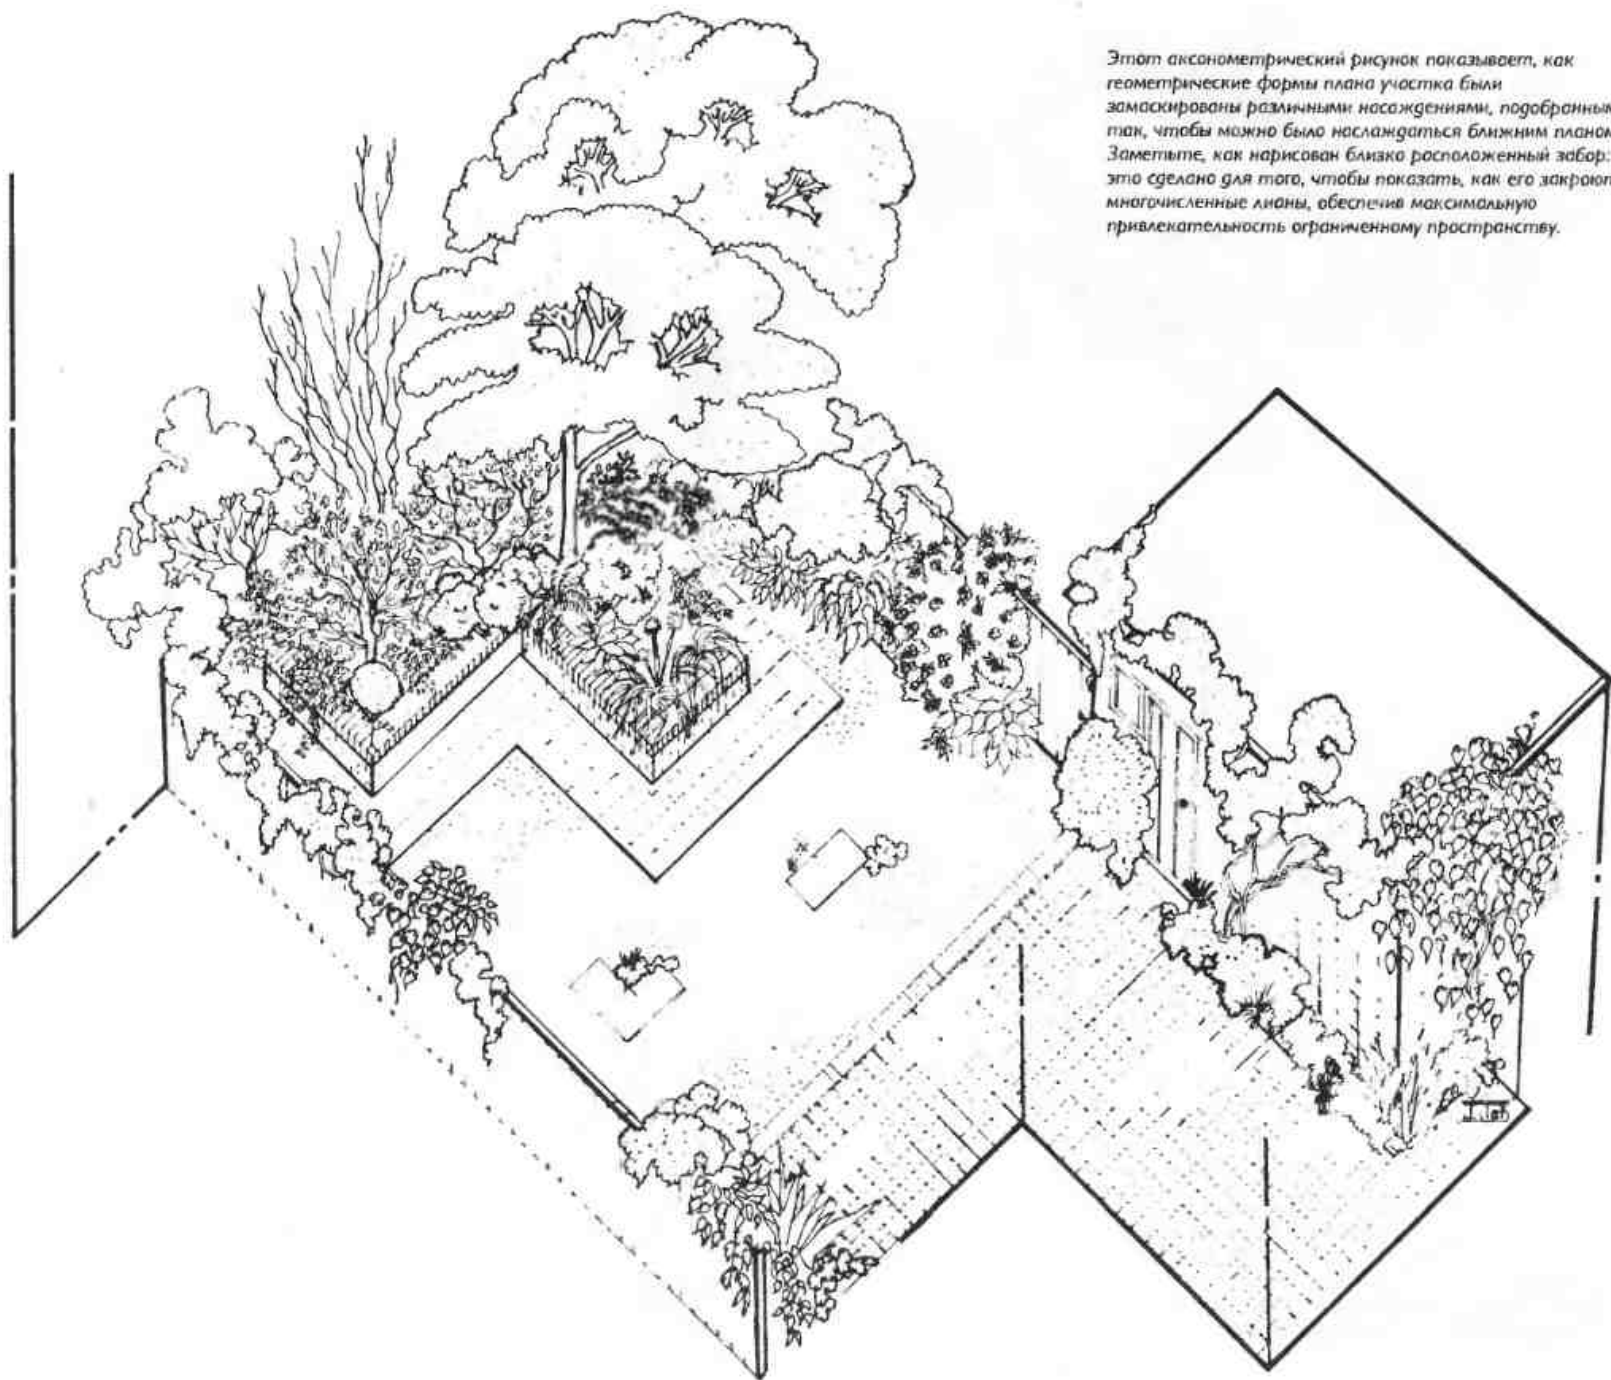 Этот аксонометрический рисунок показывает, как
геометрические формы плана участка были
замаскированы различными насаждениями, подобранным
так, чтобы можно было наслаждаться ближним планом
Заметьте, как нарисован близко расположенный забор:
это сделано для того, чтобы показать, как его закроют
многочисленные лианы, обеспечив максимальную
привлекательность ограниченному пространству.